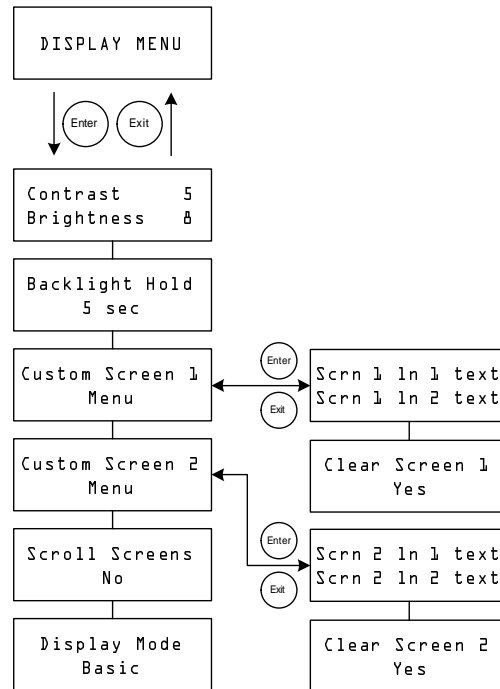 DISPLAY MENU
Enter
Exit
Contrast 5
Brightness 8
Backlight Hold
5 sec
Custom Screen 1
Menu
Enter
Exit
Scrn 1 ln 1 text
Scrn 1 ln 2 text
Clear Screen 1
Yes
Custom Screen 2
Menu
Enter
Exit
Scrn 2 ln 1 text
Scrn 2 ln 2 text
Clear Screen 2
Yes
Scroll Screens
No
Display Mode
Basic